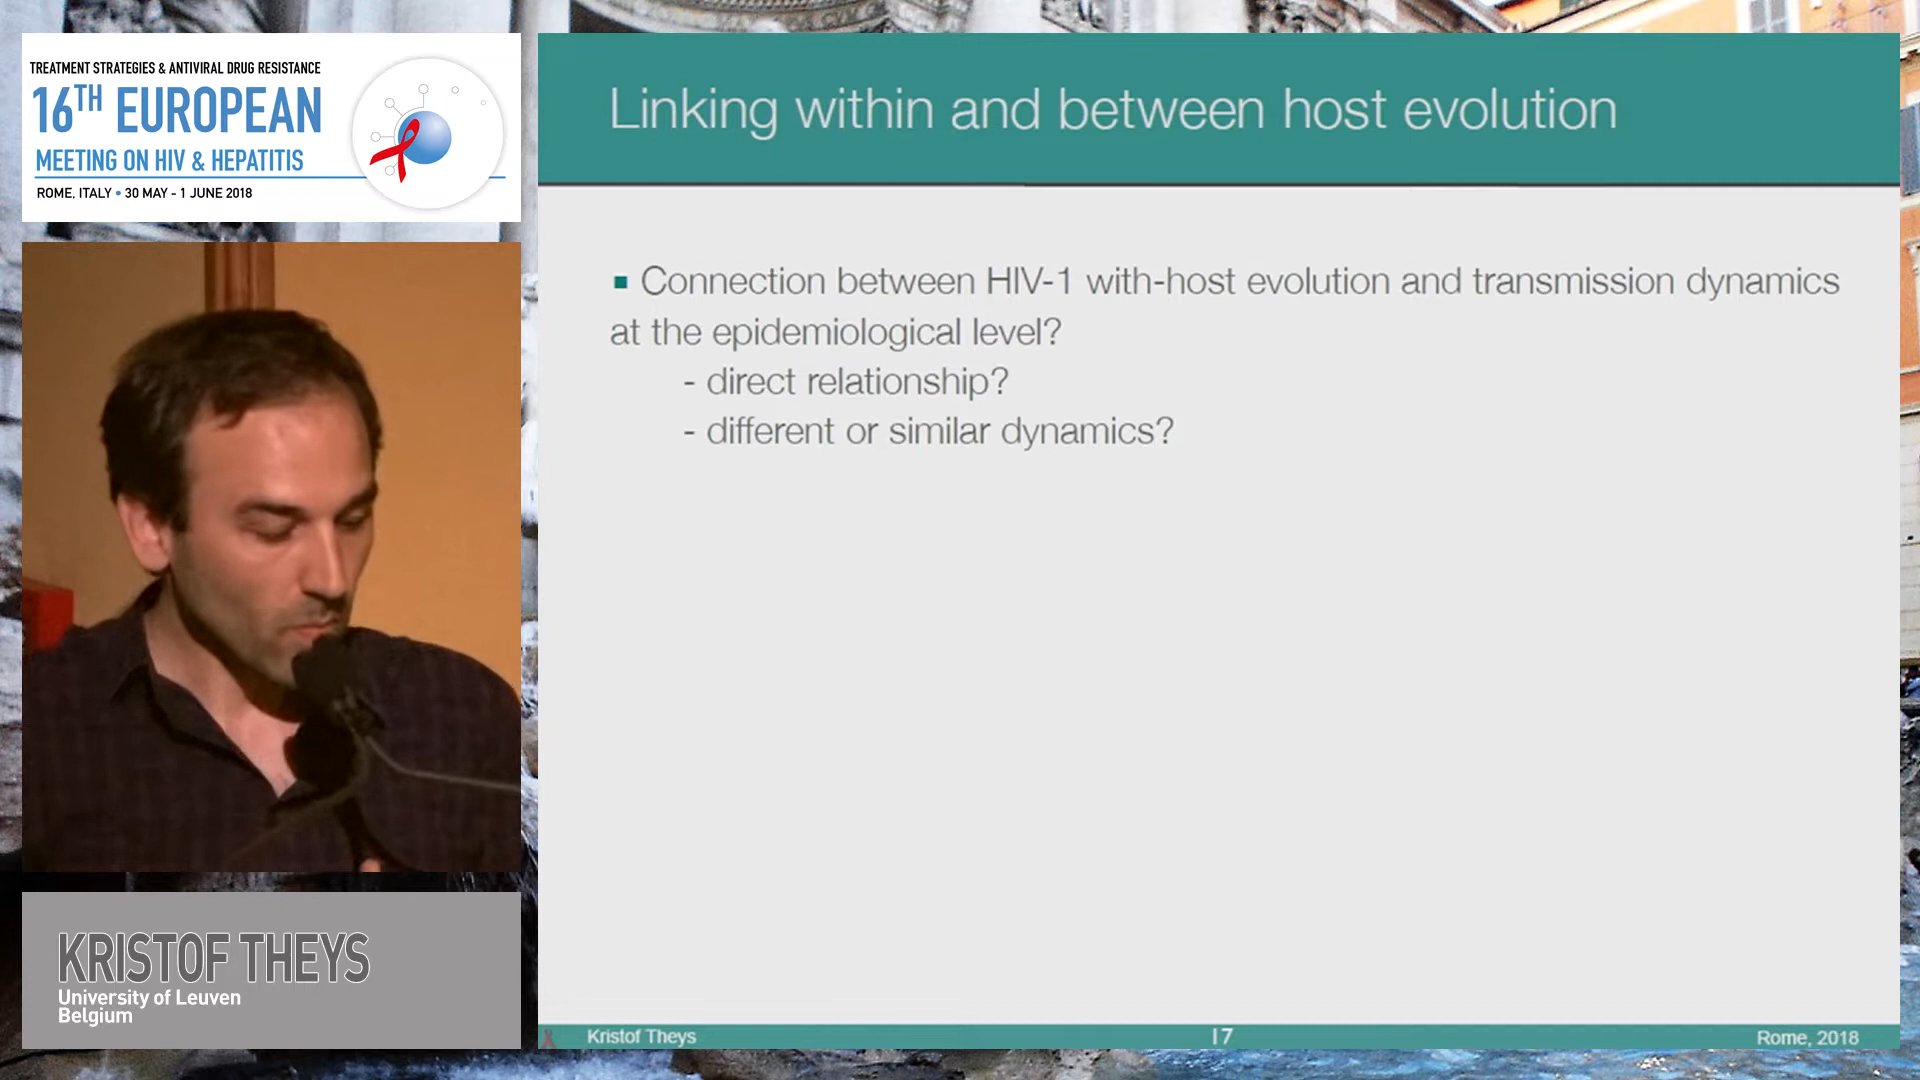 TREATMENT STRATEGIES & ANTIVIRAL DRUG RESISTANCE
16TH EUROPEAN
MEETING ON HIV & HEPATITIS
ROME, ITALY • 30 MAY - 1 JUNE 2018
KRISTOF THEYS
University of Leuven
Belgium
Linking within and between host evolution
▪ Connection between HIV-1 with-host evolution and transmission dynamics
at the epidemiological level?
- direct relationship?
- different or similar dynamics?
Kristof Theys
17
Rome, 2018